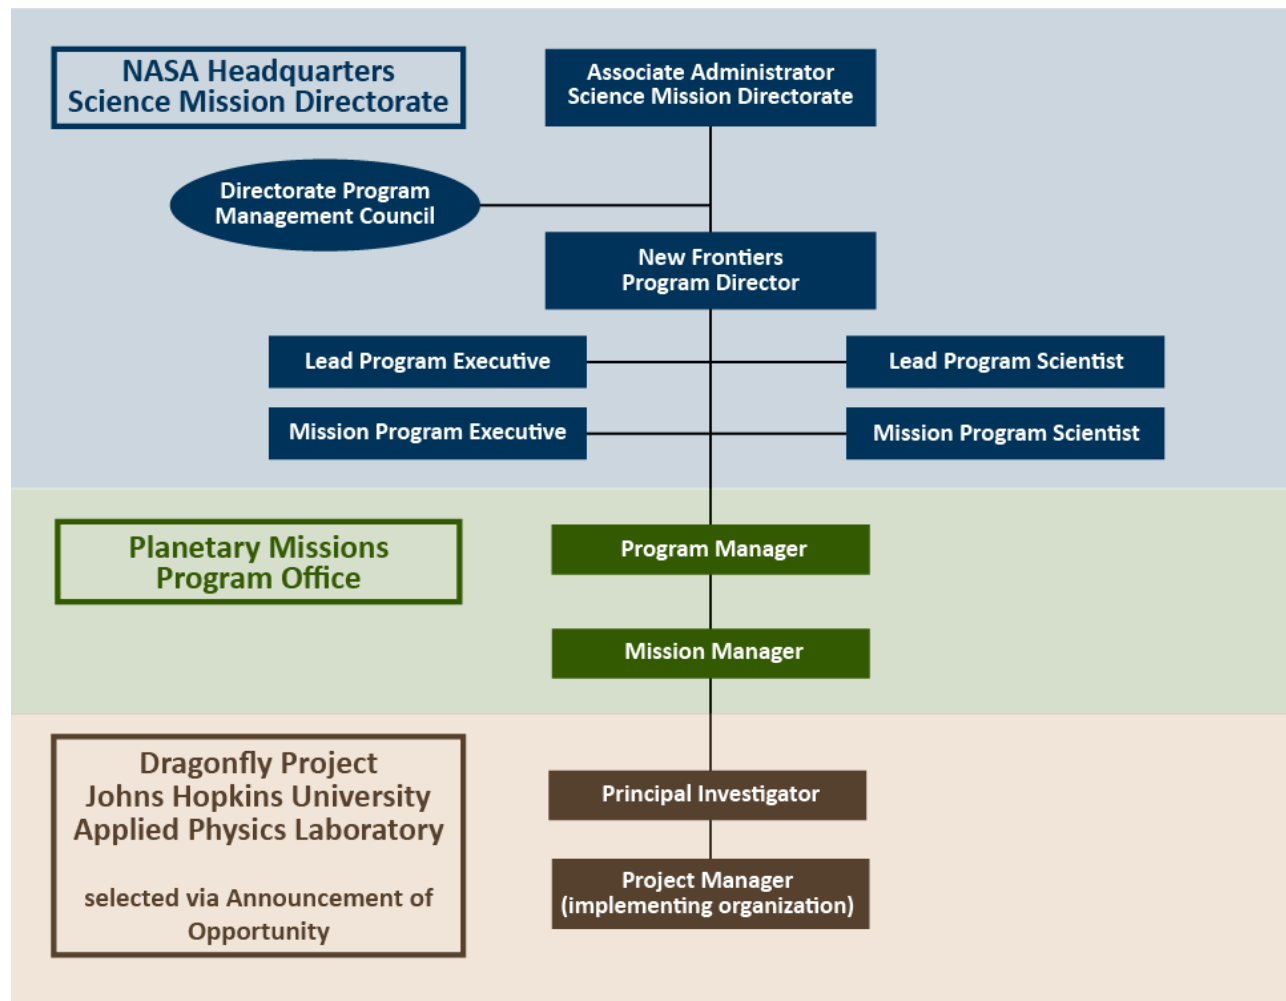 NASA Headquarters
Science Mission Directorate
Associate Administrator
Science Mission Directorate
Directorate Program
Management Council
New Frontiers
Program Director
Lead Program Executive
Lead Program Scientist
Mission Program Executive
Mission Program Scientist
Planetary Missions
Program Office
Program Manager
Mission Manager
Dragonfly Project
Johns Hopkins University
Applied Physics Laboratory
selected via Announcement of
Opportunity
Principal Investigator
Project Manager
(implementing organization)